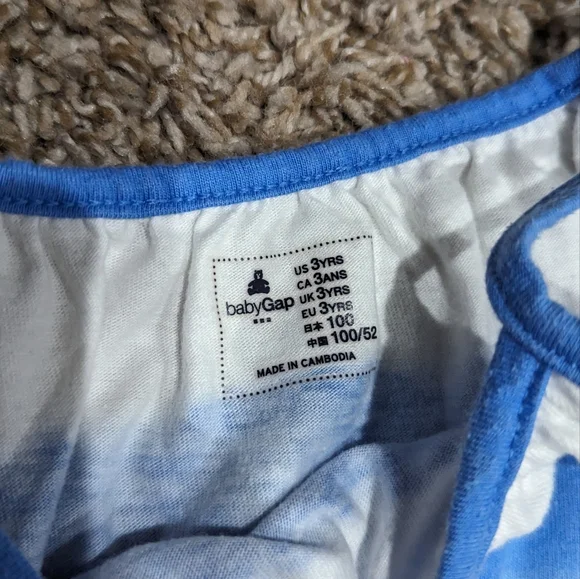 babyGap
US 3YRS
CA 3ANS
UK 3YRS
EU 3YRS
日本 100
中国 100/52
MADE IN CAMBODIA